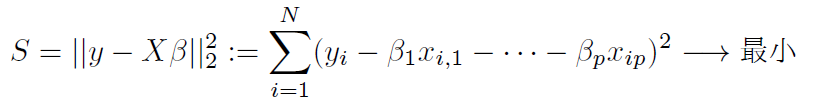 S = ||y − Xβ||₂² := ∑_{i=1}^{N} (y_i − β_1 x_{i,1} − ⋯ − β_p x_{ip})² ⟶ 最小